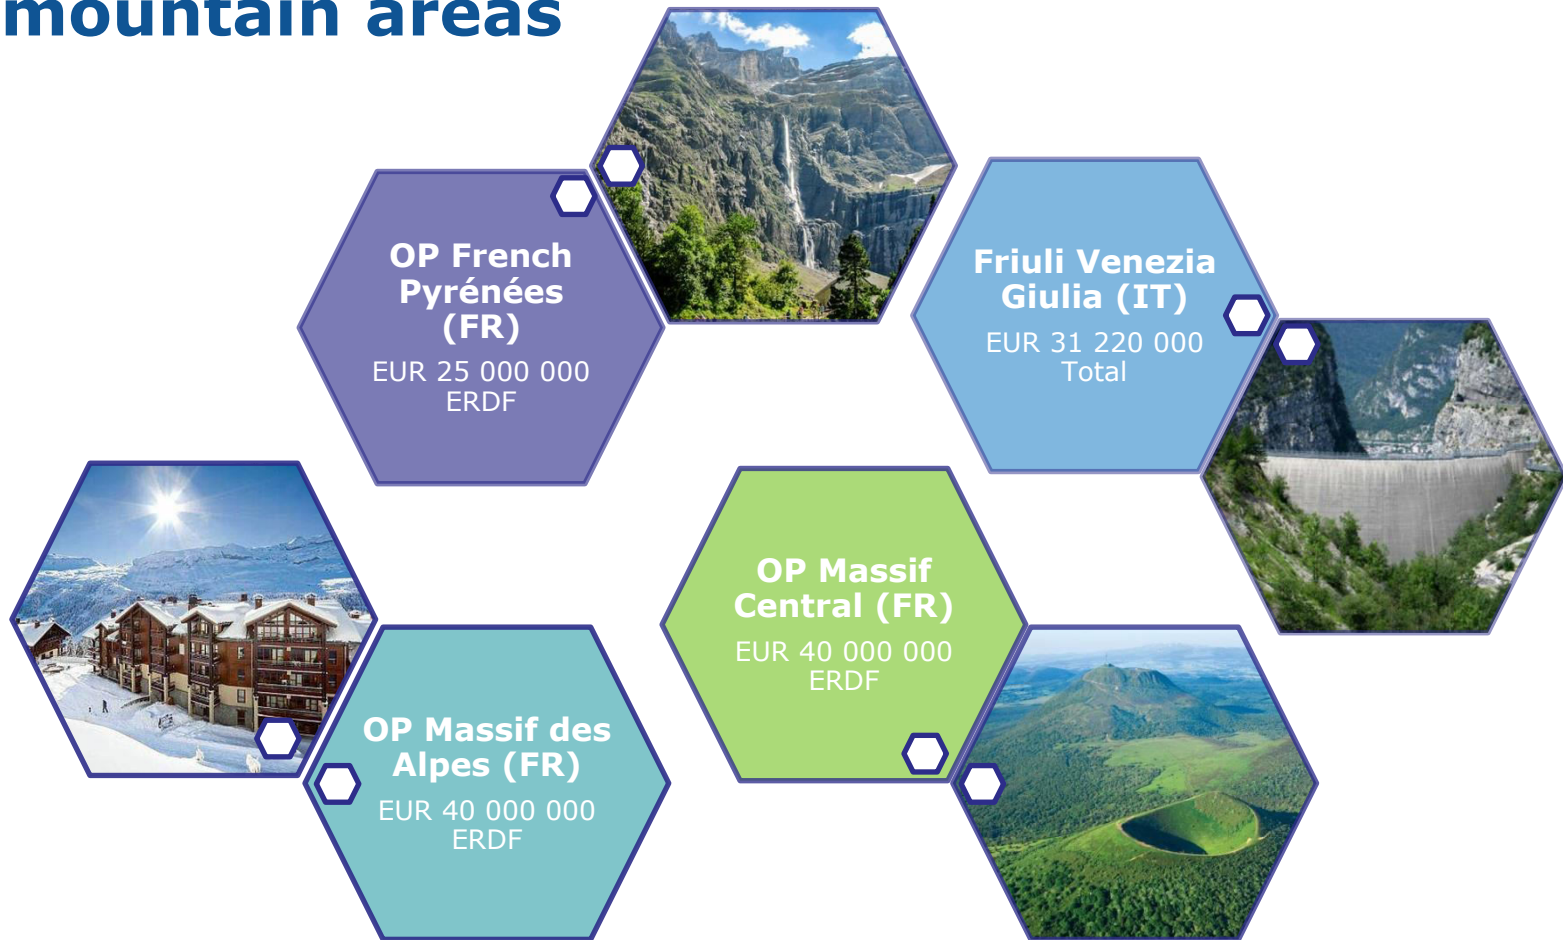 mountain areas
OP French
Pyrénées
(FR)
EUR 25 000 000
ERDF
Friuli Venezia
Giulia (IT)
EUR 31 220 000
Total
OP Massif
Central (FR)
EUR 40 000 000
ERDF
OP Massif des
Alpes (FR)
EUR 40 000 000
ERDF